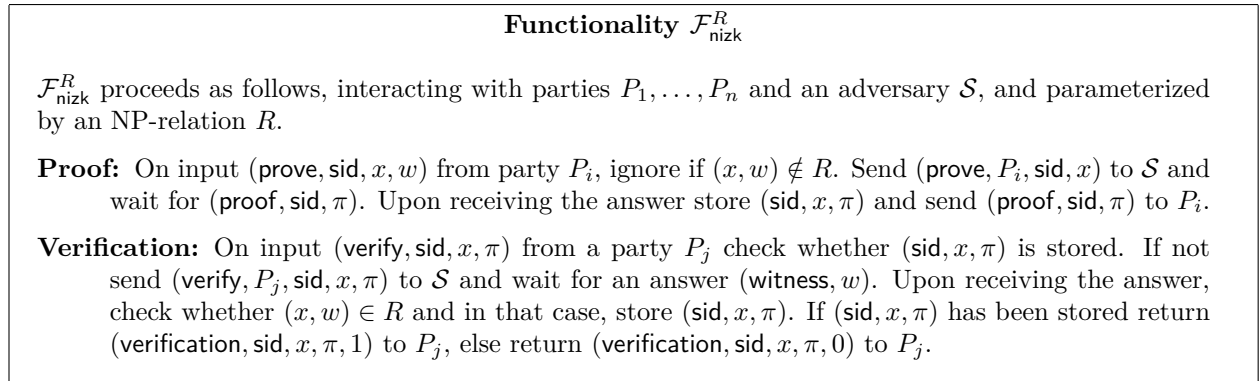 Functionality $\mathcal{F}_{\mathsf{nizk}}^{R}$
$\mathcal{F}_{\mathsf{nizk}}^{R}$ proceeds as follows, interacting with parties $P_1, \ldots, P_n$ and an adversary $\mathcal{S}$, and parameterized
by an NP-relation $R$.
Proof: On input (prove, sid, $x, w$) from party $P_i$, ignore if $(x, w) \notin R$. Send (prove, $P_i$, sid, $x$) to $\mathcal{S}$ and
wait for (proof, sid, $\pi$). Upon receiving the answer store (sid, $x, \pi$) and send (proof, sid, $\pi$) to $P_i$.
Verification: On input (verify, sid, $x, \pi$) from a party $P_j$ check whether (sid, $x, \pi$) is stored. If not
send (verify, $P_j$, sid, $x, \pi$) to $\mathcal{S}$ and wait for an answer (witness, $w$). Upon receiving the answer,
check whether $(x, w) \in R$ and in that case, store (sid, $x, \pi$). If (sid, $x, \pi$) has been stored return
(verification, sid, $x, \pi, 1$) to $P_j$, else return (verification, sid, $x, \pi, 0$) to $P_j$.